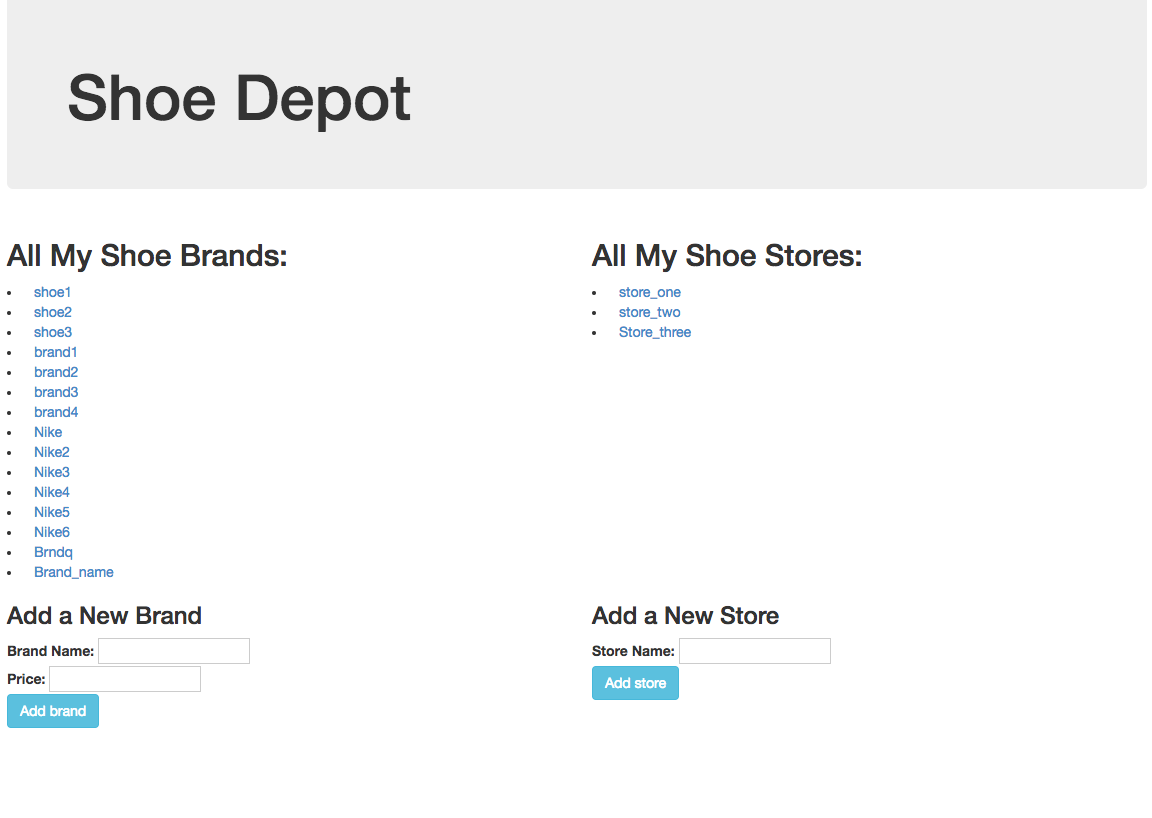 Shoe Depot
All My Shoe Brands:
shoe1
shoe2
shoe3
brand1
brand2
brand3
brand4
Nike
Nike2
Nike3
Nike4
Nike5
Nike6
Brndq
Brand_name
Add a New Brand
Brand Name:
Price:
Add brand
All My Shoe Stores:
store_one
store_two
Store_three
Add a New Store
Store Name:
Add store